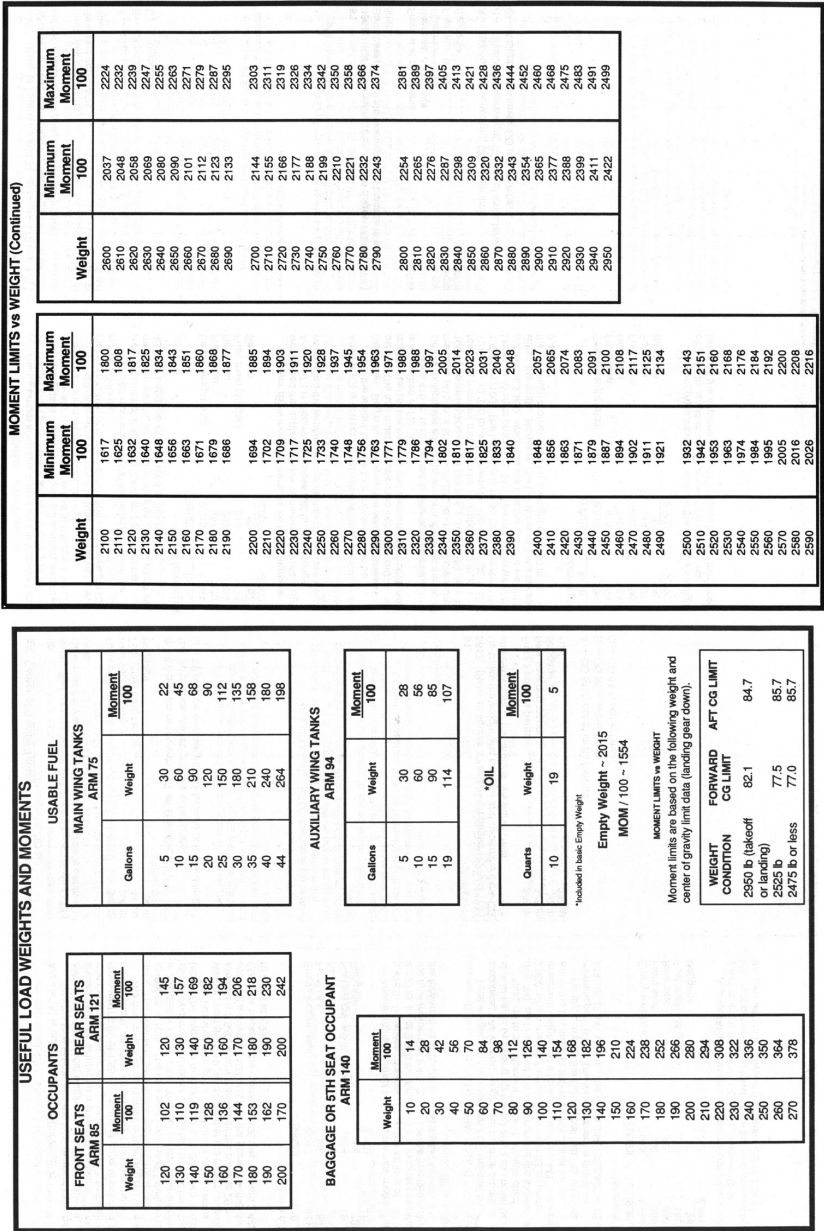 USEFUL LOAD WEIGHTS AND MOMENTS
OCCUPANTS
FRONT SEATS REAR SEATS
ARM 85 ARM 121
Weight Moment 100 Weight Moment 100
120 102 120 145
130 110 130 157
140 119 140 169
150 128 150 182
160 136 160 194
170 144 170 206
180 153 180 218
190 162 190 230
200 170 200 242
BAGGAGE OR 5TH SEAT OCCUPANT
ARM 140
Weight Moment 100
10 14
20 28
30 42
40 56
50 70
60 84
70 98
80 112
90 126
100 140
110 154
120 168
130 182
140 196
150 210
160 224
170 238
180 252
190 266
200 280
210 294
220 308
230 322
240 336
250 350
260 364
270 378
USABLE FUEL
MAIN WING TANKS
ARM 75
Gallons Weight Moment 100
5 30 22
10 60 45
15 90 68
20 120 90
25 150 112
30 180 135
35 210 158
40 240 180
44 264 198
AUXILIARY WING TANKS
ARM 94
Gallons Weight Moment 100
5 30 28
10 60 56
15 90 85
19 114 107
*OIL
Quarts Weight Moment 100
10 19 5
*Included in basic Empty Weight
Empty Weight ~ 2015
MOM / 100 ~ 1554
MOMENT LIMITS vs WEIGHT
Moment limits are based on the following weight and
center of gravity limit data (landing gear down).
WEIGHT FORWARD AFT CG LIMIT
CONDITION CG LIMIT
2950 lb (takeoff 82.1 84.7
or landing)
2525 lb 77.5 85.7
2475 lb or less 77.0 85.7
MOMENT LIMITS vs WEIGHT (Continued)
Weight Minimum Moment 100 Maximum Moment 100
2100 1617 1800
2110 1625 1808
2120 1632 1817
2130 1640 1825
2140 1648 1834
2150 1656 1843
2160 1663 1851
2170 1671 1860
2180 1679 1868
2190 1686 1877
2200 1694 1885
2210 1702 1894
2220 1709 1903
2230 1717 1911
2240 1725 1920
2250 1733 1928
2260 1740 1937
2270 1748 1945
2280 1756 1954
2290 1763 1963
2300 1771 1971
2310 1779 1980
2320 1786 1988
2330 1794 1997
2340 1802 2005
2350 1810 2014
2360 1817 2023
2370 1825 2031
2380 1833 2040
2390 1840 2048
2400 1848 2057
2410 1856 2065
2420 1863 2074
2430 1871 2083
2440 1879 2091
2450 1887 2100
2460 1894 2108
2470 1902 2117
2480 1911 2125
2490 1921 2134
2500 1932 2143
2510 1942 2151
2520 1953 2160
2530 1963 2168
2540 1974 2176
2550 1984 2184
2560 1995 2192
2570 2005 2200
2580 2016 2208
2590 2026 2216
Weight Minimum Moment 100 Maximum Moment 100
2600 2037 2224
2610 2048 2232
2620 2058 2239
2630 2069 2247
2640 2080 2255
2650 2090 2263
2660 2101 2271
2670 2112 2279
2680 2123 2287
2690 2133 2295
2700 2144 2303
2710 2155 2311
2720 2166 2319
2730 2177 2326
2740 2188 2334
2750 2199 2342
2760 2210 2350
2770 2221 2358
2780 2232 2366
2790 2243 2374
2800 2254 2381
2810 2265 2389
2820 2276 2397
2830 2287 2405
2840 2298 2413
2850 2309 2421
2860 2320 2428
2870 2332 2436
2880 2343 2444
2890 2354 2452
2900 2365 2460
2910 2377 2468
2920 2388 2475
2930 2399 2483
2940 2411 2491
2950 2422 2499